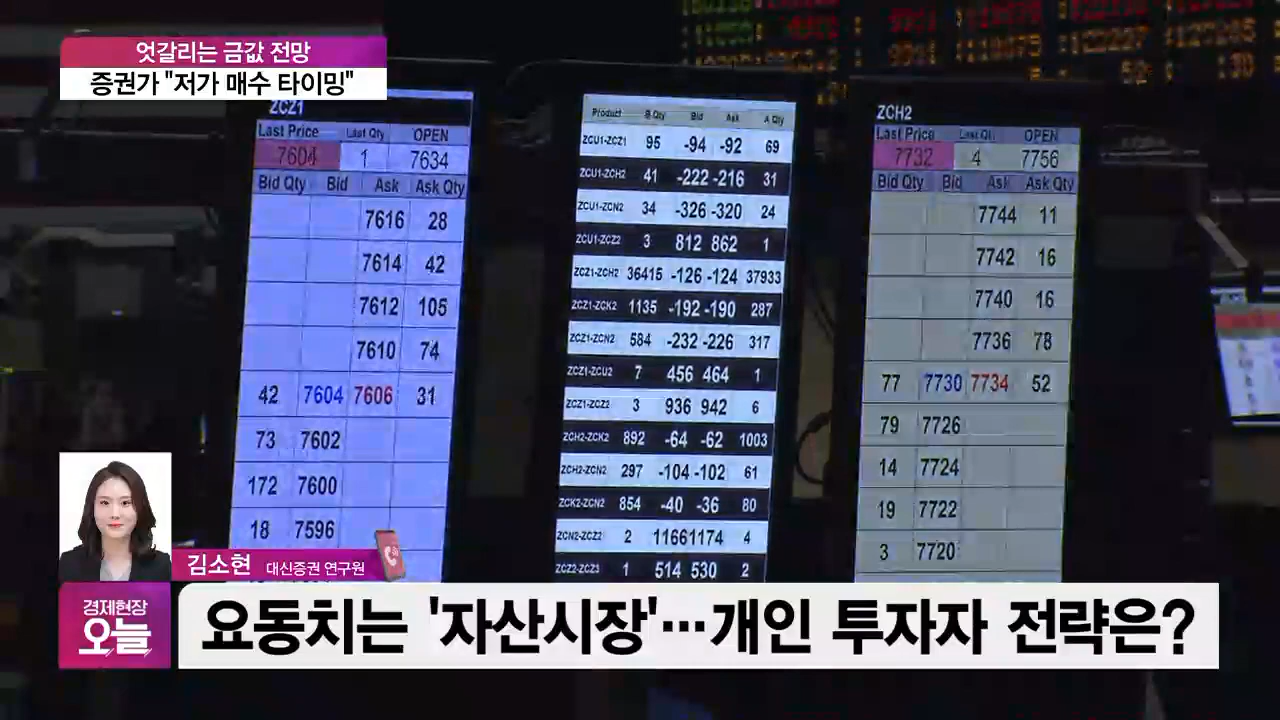 엇갈리는 금값 전망
증권가 "저가 매수 타이밍"
ZCZ1
Last Price Last Qty OPEN
7604 1 7634
Bid Qty Bid Ask Ask Qty
7616 28
7614 42
7612 105
7610 74
42 7604 7606 31
73 7602
172 7600
18 7596
Product B Qty Bid Ask A Qty
ZCU1-ZCZ1 95 -94 -92 69
ZCU1-ZCH2 41 -222 -216 31
ZCU1-ZCN2 34 -326 -320 24
ZCU1-ZCZ2 3 812 862 1
ZCZ1-ZCH2 36415 -126 -124 37933
ZCZ1-ZCK2 1135 -192 -190 287
ZCZ1-ZCN2 584 -232 -226 317
ZCZ1-ZCU2 7 456 464 1
ZCZ1-ZCZ2 3 936 942 6
ZCH2-ZCK2 892 -64 -62 1003
ZCH2-ZCN2 297 -104 -102 61
ZCK2-ZCN2 854 -40 -36 80
ZCN2-ZCZ2 2 1166 1174 4
ZCZ2-ZCZ3 1 514 530 2
ZCH2
Last Price Last Qty OPEN
7732 4 7756
Bid Qty Bid Ask Ask Qty
7744 11
7742 16
7740 16
7736 78
77 7730 7734 52
79 7726
14 7724
19 7722
3 7720
김소현 대신증권 연구원
경제현장
오늘
요동치는 '자산시장'…개인 투자자 전략은?